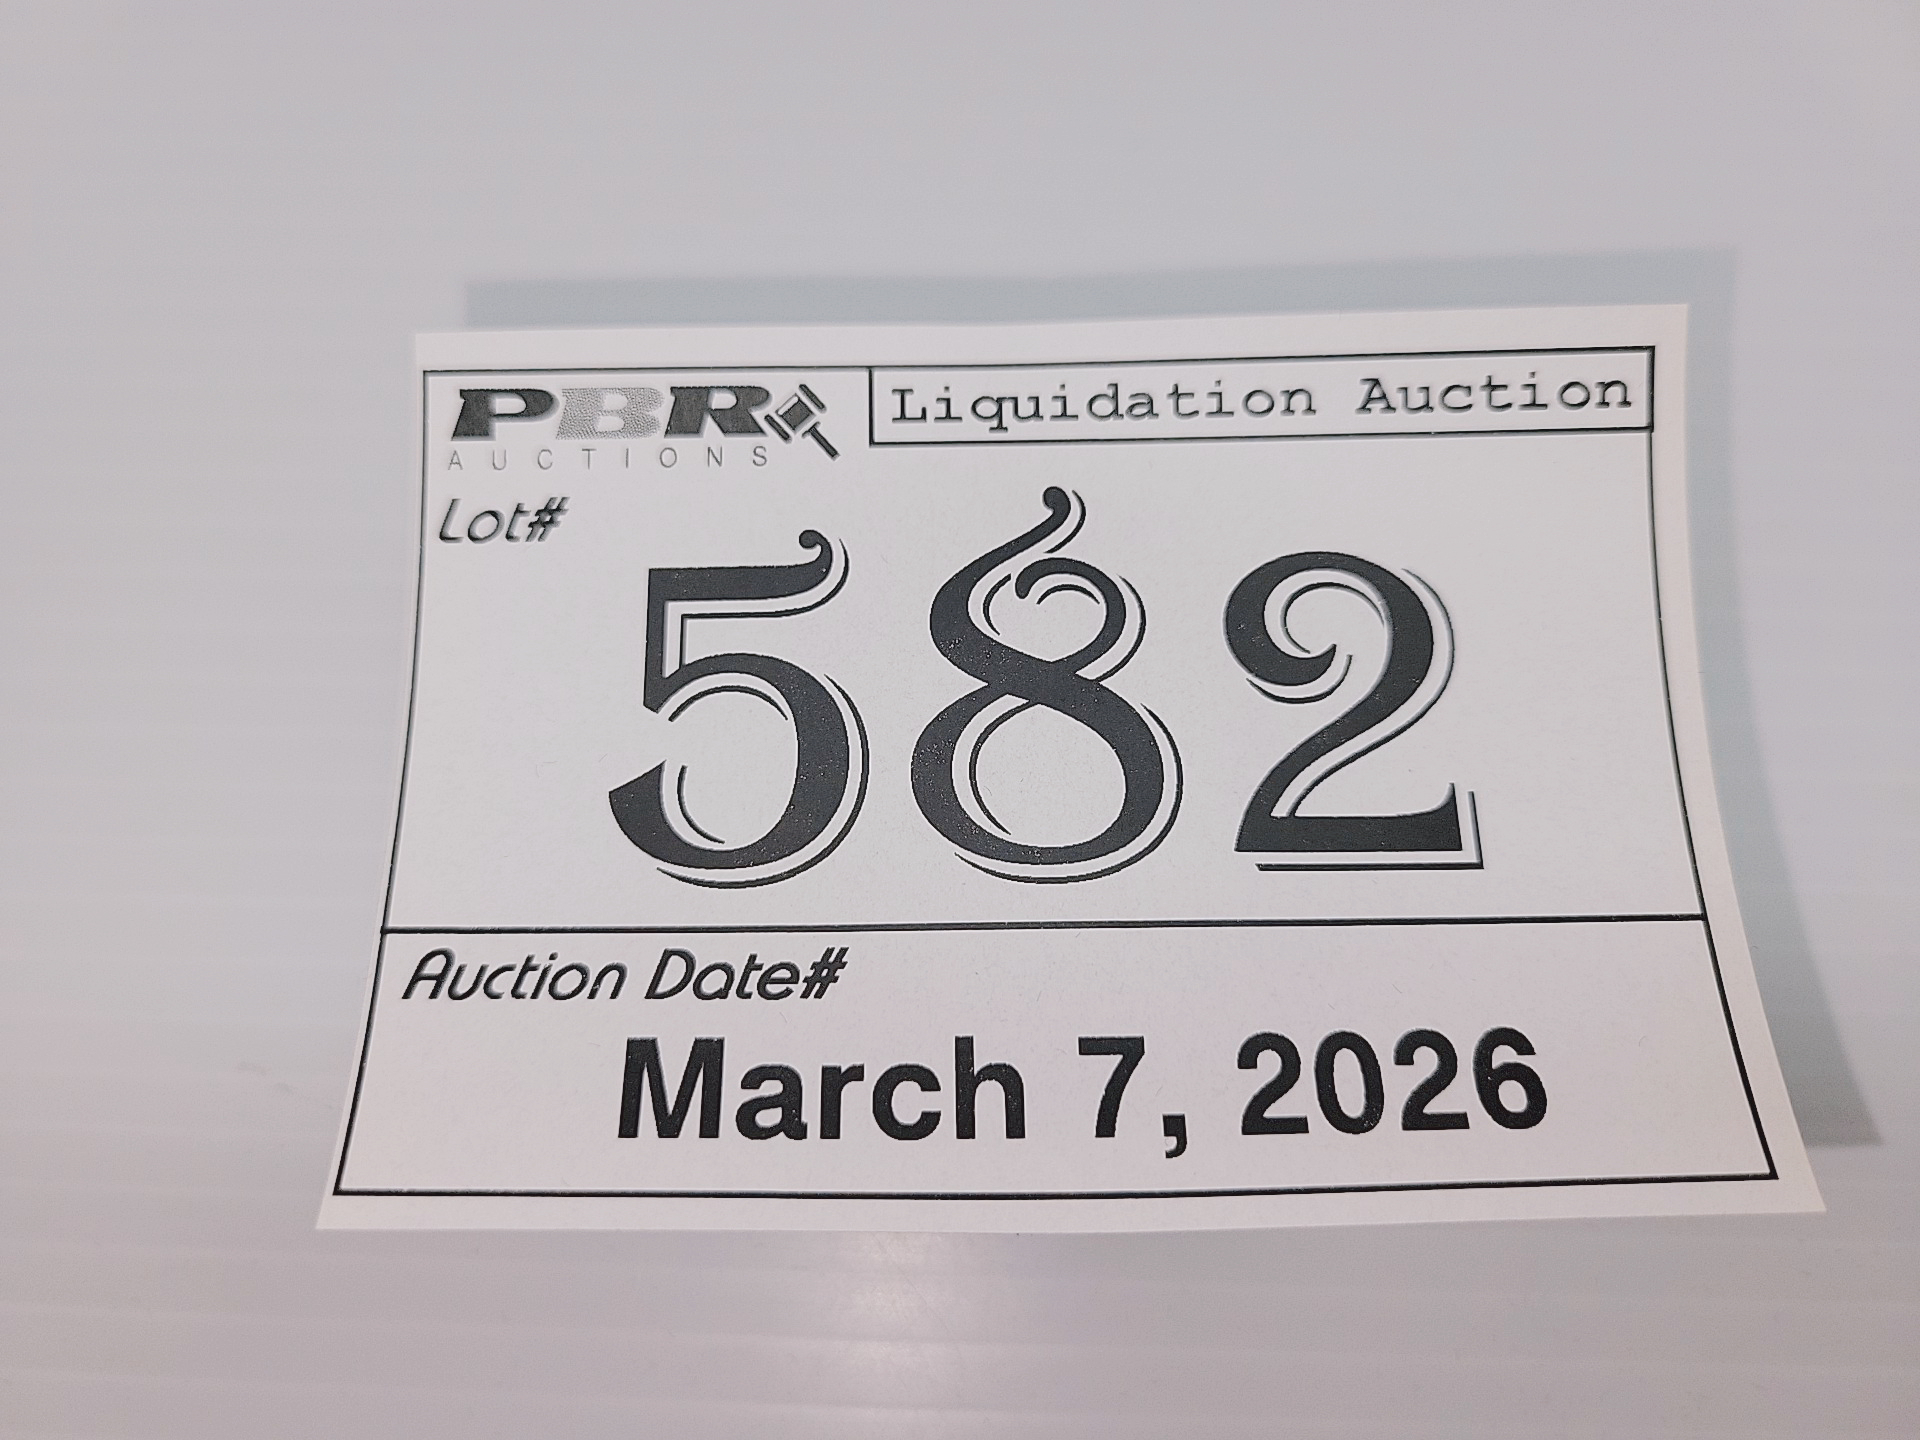 PBR
AUCTIONS
Liquidation Auction
Lot#
582
Auction Date#
March 7, 2026